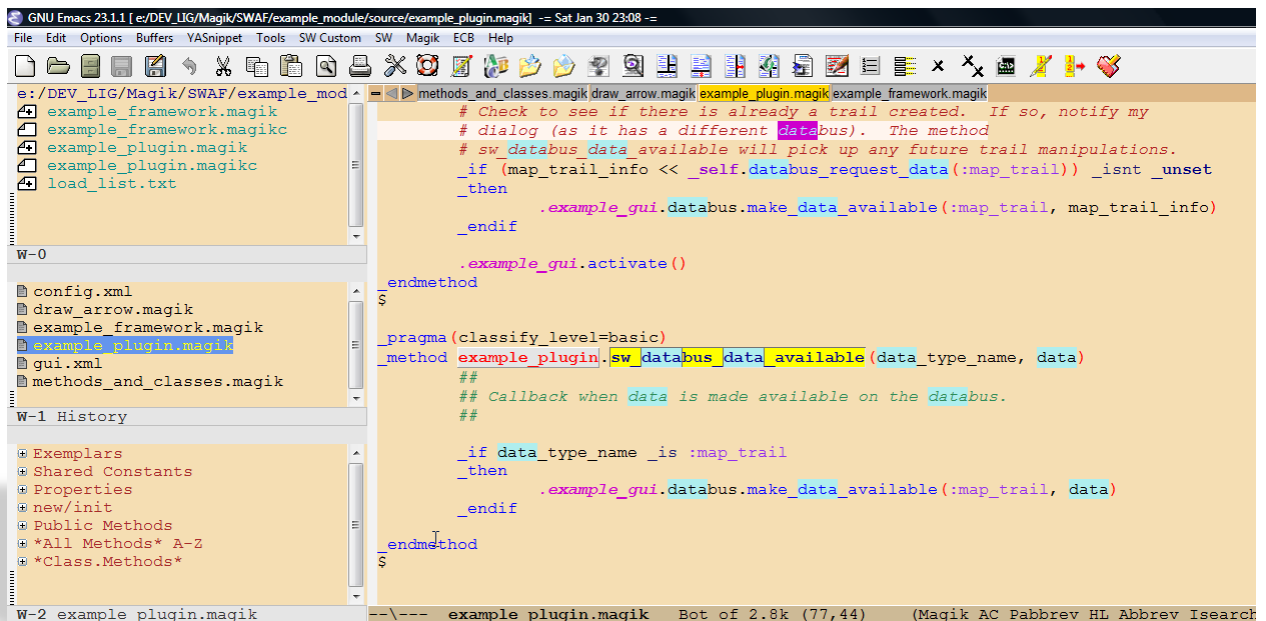 GNU Emacs 23.1.1 [ e:/DEV_LIG/Magik/SWAF/example_module/source/example_plugin.magik] -= Sat Jan 30 23:08 -=
File Edit Options Buffers YASnippet Tools SW Custom SW Magik ECB Help
e:/DEV_LIG/Magik/SWAF/example_mod
example_framework.magik
example_framework.magikc
example_plugin.magik
example_plugin.magikc
load_list.txt
W-0
config.xml
draw_arrow.magik
example_framework.magik
example_plugin.magik
gui.xml
methods_and_classes.magik
W-1 History
Exemplars
Shared Constants
Properties
new/init
Public Methods
*All Methods* A-Z
*Class.Methods*
W-2 example_plugin.magik
methods_and_classes.magik draw_arrow.magik example_plugin.magik example_framework.magik
# Check to see if there is already a trail created. If so, notify my
# dialog (as it has a different databus). The method
# sw_databus_data_available will pick up any future trail manipulations.
_if (map_trail_info << _self.databus_request_data(:map_trail)) _isnt _unset
_then
.example_gui.databus.make_data_available(:map_trail, map_trail_info)
_endif
.example_gui.activate()
_endmethod
$
_pragma(classify_level=basic)
_method example_plugin.sw_databus_data_available(data_type_name, data)
##
## Callback when data is made available on the databus.
##
_if data_type_name _is :map_trail
_then
.example_gui.databus.make_data_available(:map_trail, data)
_endif
_endmethod
$
--\--- example_plugin.magik Bot of 2.8k (77,44) (Magik AC Pabbrev HL Abbrev Isearch